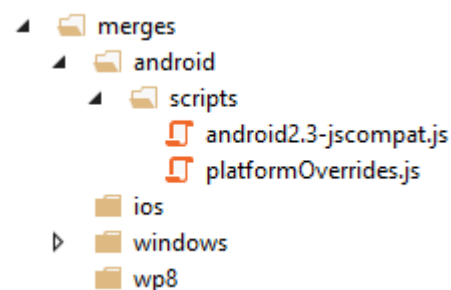 merges
android
scripts
android2.3-jscompat.js
platformOverrides.js
ios
windows
wp8